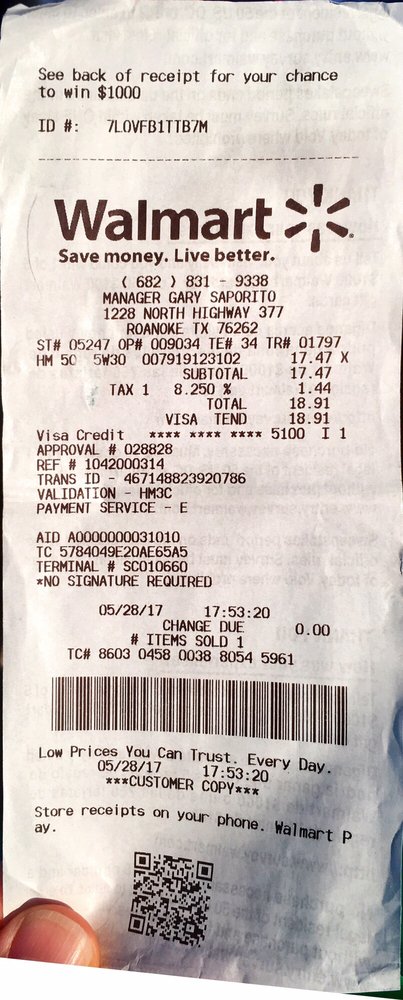 See back of receipt for your chance
to win $1000
ID #: 7LOVFB1TTB7M
Walmart
Save money. Live better.
( 682 ) 831 - 9338
MANAGER GARY SAPORITO
1228 NORTH HIGHWAY 377
ROANOKE TX 76262
ST# 05247 OP# 009034 TE# 34 TR# 01797
HM 50 5W30 007919123102 17.47 X
SUBTOTAL 17.47
TAX 1 8.250 % 1.44
TOTAL 18.91
VISA TEND 18.91
Visa Credit **** **** **** 5100 I 1
APPROVAL # 028828
REF # 1042000314
TRANS ID - 467148823920786
VALIDATION - HM3C
PAYMENT SERVICE - E
AID A0000000031010
TC 5784049E20AE65A5
TERMINAL # SC010660
*NO SIGNATURE REQUIRED
05/28/17 17:53:20
CHANGE DUE 0.00
# ITEMS SOLD 1
TC# 8603 0458 0038 8054 5961
Low Prices You Can Trust. Every Day.
05/28/17 17:53:20
***CUSTOMER COPY***
Store receipts on your phone. Walmart P
ay.